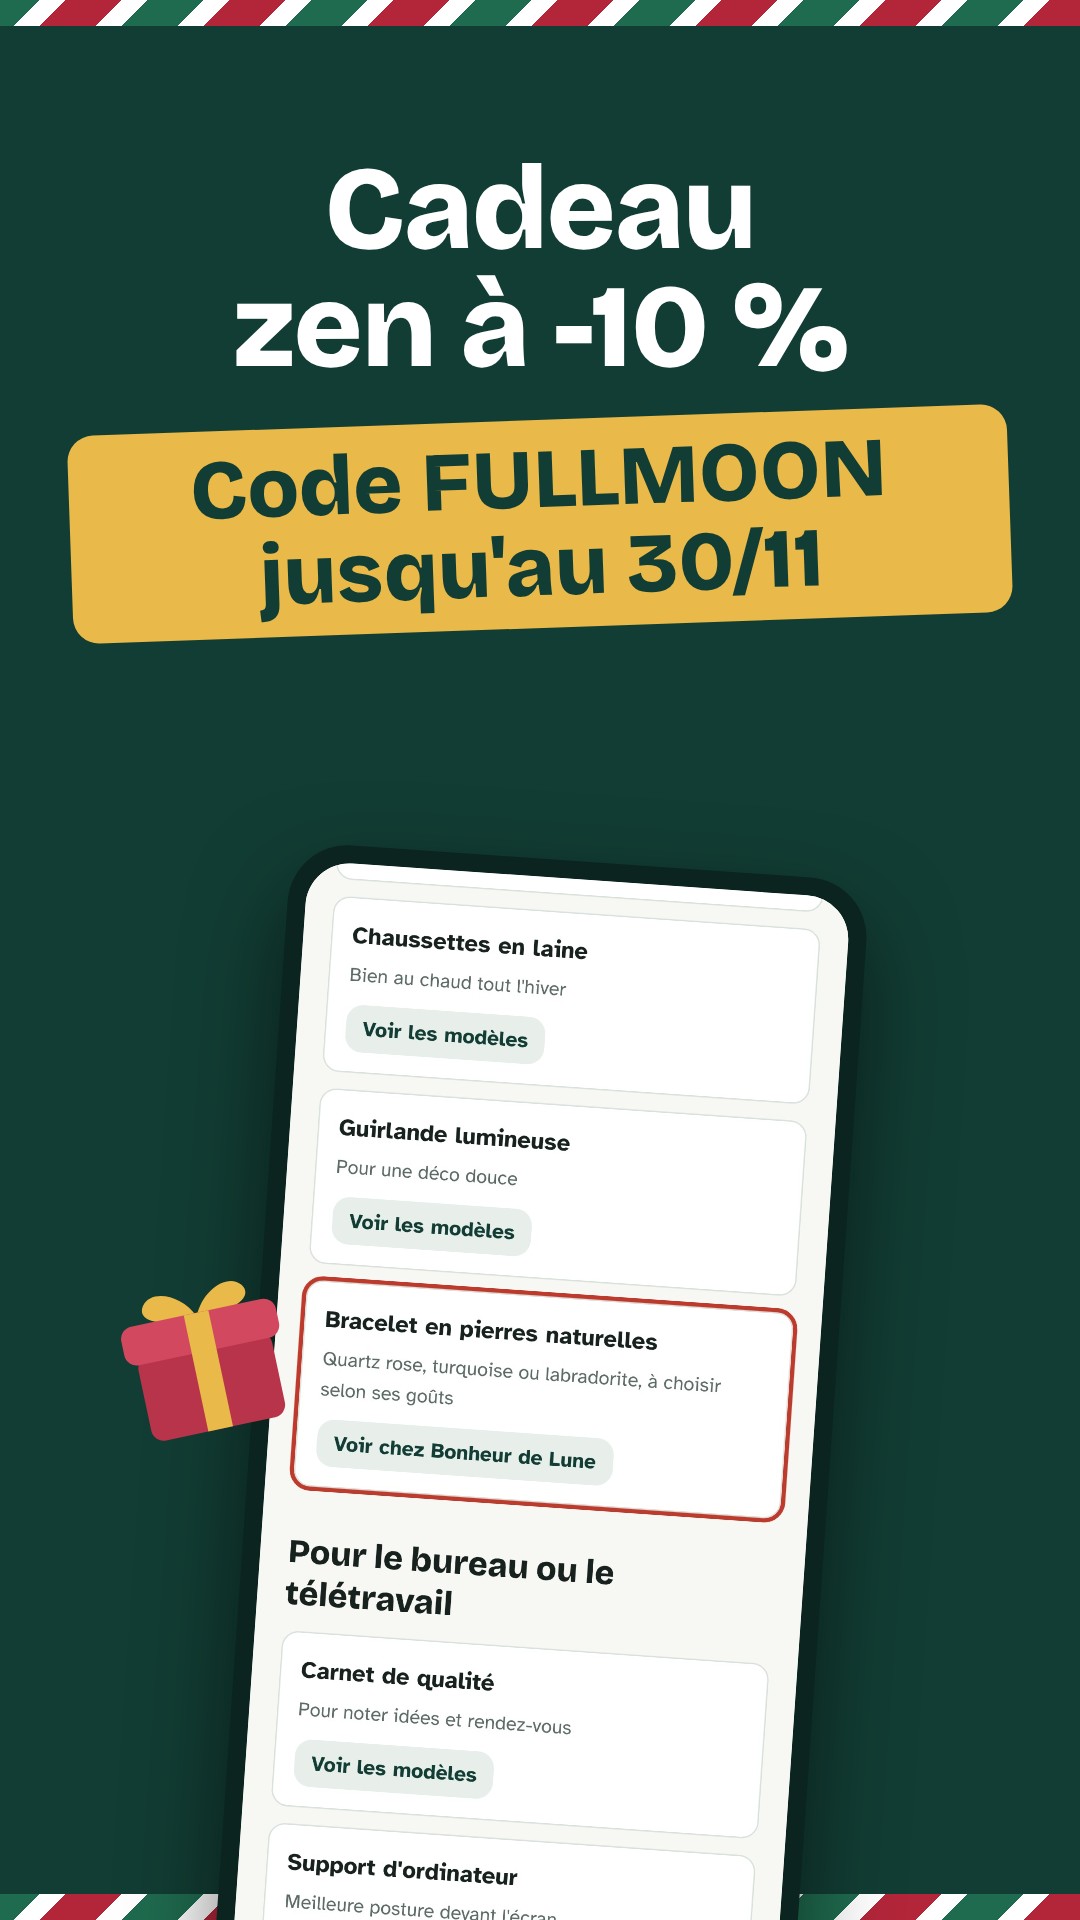 Cadeau
zen à -10 %
Code FULLMOON
jusqu'au 30/11
Chaussettes en laine
Bien au chaud tout l'hiver
Voir les modèles
Guirlande lumineuse
Pour une déco douce
Voir les modèles
Bracelet en pierres naturelles
Quartz rose, turquoise ou labradorite, à choisir
selon ses goûts
Voir chez Bonheur de Lune
Pour le bureau ou le
télétravail
Carnet de qualité
Pour noter idées et rendez-vous
Voir les modèles
Support d'ordinateur
Meilleure posture devant l'écran